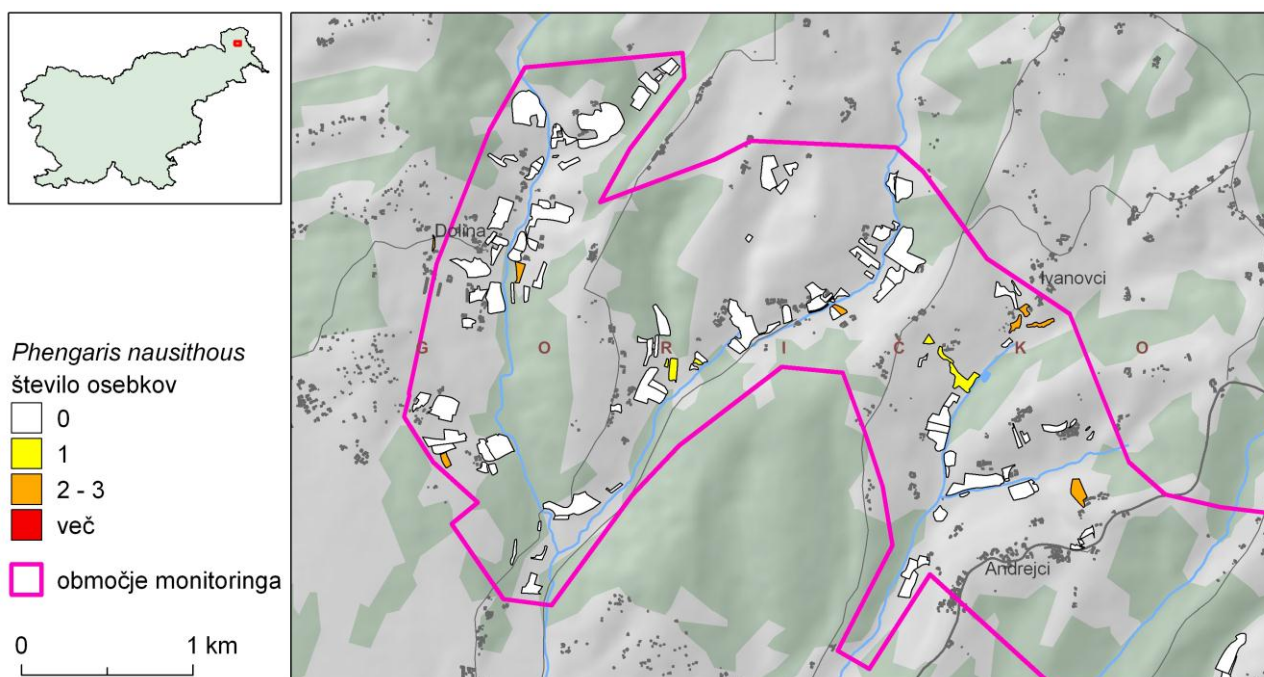 Phengaris nausithous
število osebkov
0
1
2 - 3
več
območje monitoringa
0 1 km
Dolina
Ivanovci
G O R I Č K O
Andrejci